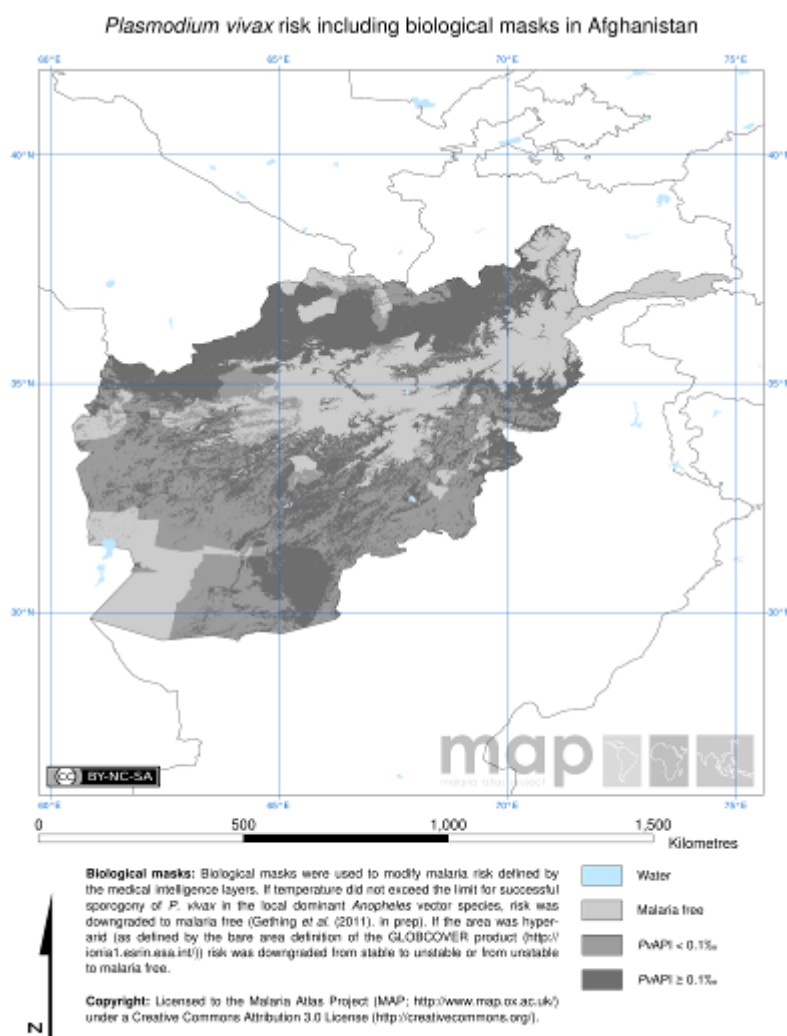 Plasmodium vivax risk including biological masks in Afghanistan
60°E 65°E 70°E 75°E
40°N 40°N
35°N 35°N
30°N 30°N
map
malaria atlas project
cc BY-NC-SA
60°E 65°E 70°E 75°E
0 500 1,000 1,500
Kilometres
Biological masks: Biological masks were used to modify malaria risk defined by
the medical intelligence layers. If temperature did not exceed the limit for successful
sporogony of P. vivax in the local dominant Anopheles vector species, risk was
downgraded to malaria free (Gething et al. (2011). in prep). If the area was hyper-
arid (as defined by the bare area definition of the GLOBCOVER product (http://
ionia1.esrin.esa.int/)) risk was downgraded from stable to unstable or from unstable
to malaria free.
Copyright: Licensed to the Malaria Atlas Project (MAP; http://www.map.ox.ac.uk/)
under a Creative Commons Attribution 3.0 License (http://creativecommons.org/).
Water
Malaria free
PvAPI < 0.1‰
PvAPI ≥ 0.1‰
N